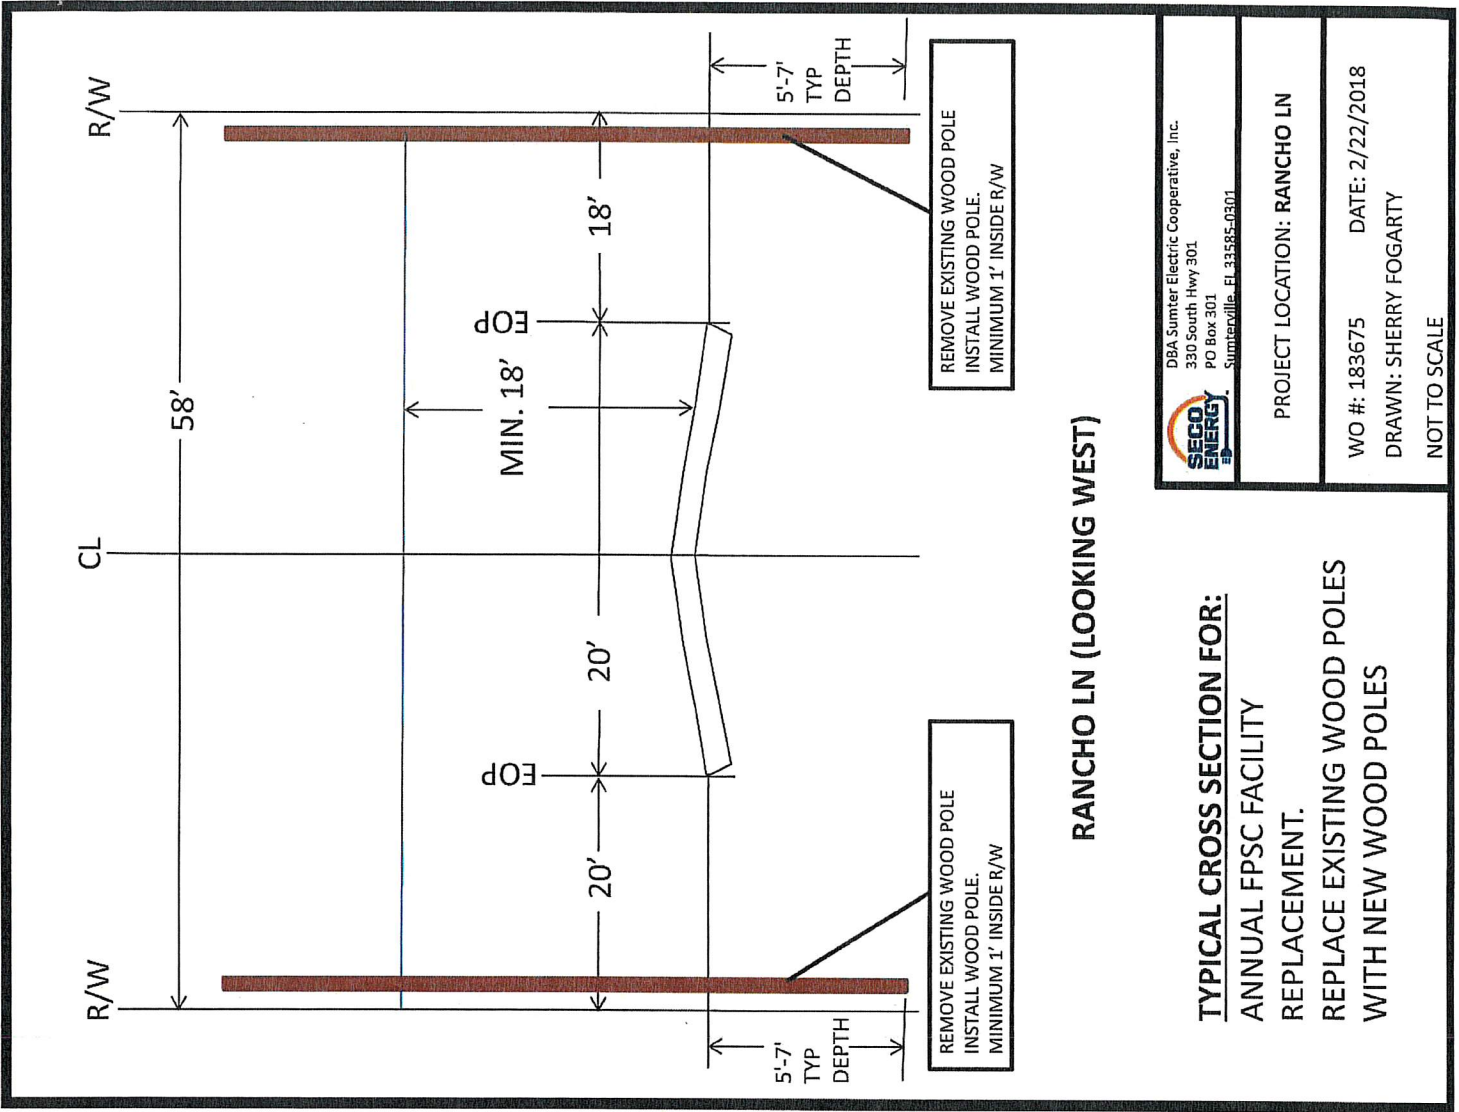 R/W
CL
R/W
58'
EOP
EOP
MIN. 18'
20'
20'
18'
5'-7'
TYP
DEPTH
5'-7'
TYP
DEPTH
REMOVE EXISTING WOOD POLE
INSTALL WOOD POLE.
MINIMUM 1' INSIDE R/W
REMOVE EXISTING WOOD POLE
INSTALL WOOD POLE.
MINIMUM 1' INSIDE R/W
RANCHO LN (LOOKING WEST)
TYPICAL CROSS SECTION FOR:
ANNUAL FPSC FACILITY
REPLACEMENT.
REPLACE EXISTING WOOD POLES
WITH NEW WOOD POLES
SECO
ENERGY
DBA Sumter Electric Cooperative, Inc.
330 South Hwy 301
PO Box 301
Sumterville, FL 33585-0301
PROJECT LOCATION: RANCHO LN
WO #: 183675 DATE: 2/22/2018
DRAWN: SHERRY FOGARTY
NOT TO SCALE